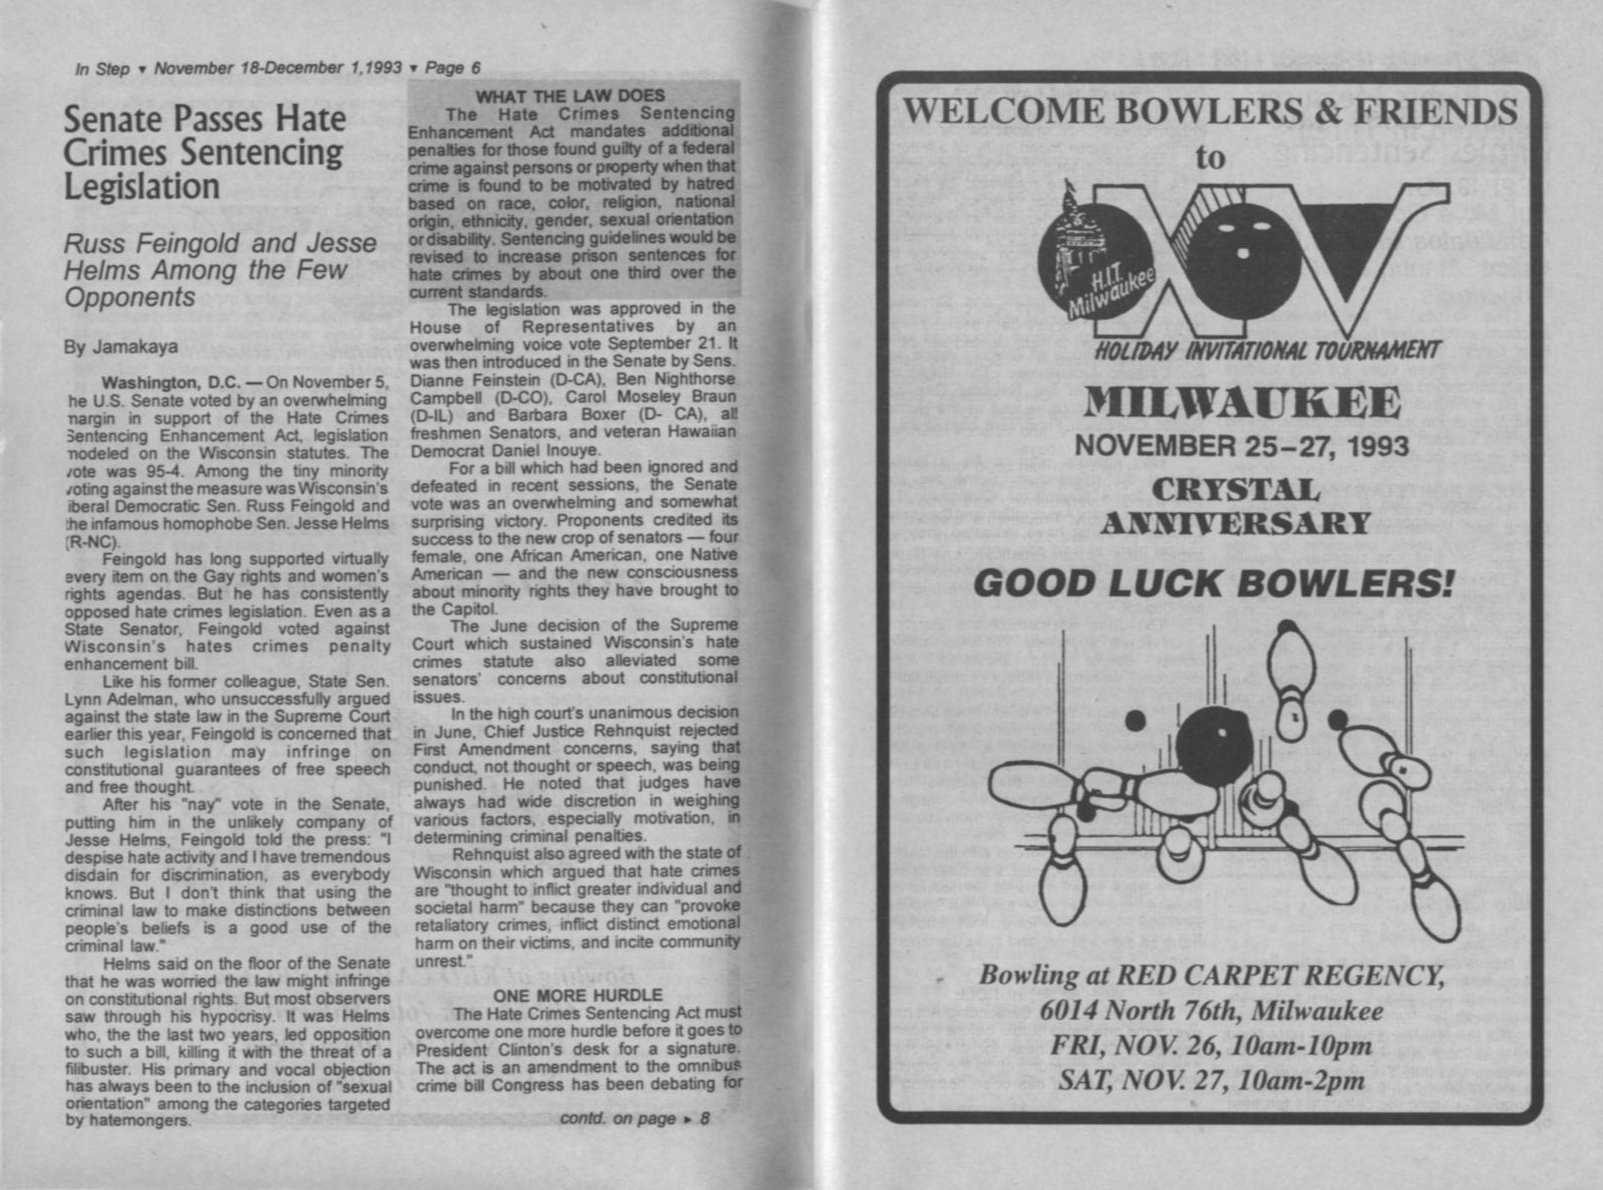 In Step ▼ November 18-December 1,1993 ▼ Page 6
Senate Passes Hate
Crimes Sentencing
Legislation
Russ Feingold and Jesse
Helms Among the Few
Opponents
By Jamakaya
Washington, D.C. — On November 5,
he U.S. Senate voted by an overwhelming
margin in support of the Hate Crimes
Sentencing Enhancement Act, legislation
modeled on the Wisconsin statutes. The
vote was 95-4. Among the tiny minority
voting against the measure was Wisconsin's
iberal Democratic Sen. Russ Feingold and
the infamous homophobe Sen. Jesse Helms
(R-NC).
Feingold has long supported virtually
every item on the Gay rights and women's
rights agendas. But he has consistently
opposed hate crimes legislation. Even as a
State Senator, Feingold voted against
Wisconsin's hates crimes penalty
enhancement bill.
Like his former colleague, State Sen.
Lynn Adelman, who unsuccessfully argued
against the state law in the Supreme Court
earlier this year, Feingold is concerned that
such legislation may infringe on
constitutional guarantees of free speech
and free thought.
After his "nay" vote in the Senate,
putting him in the unlikely company of
Jesse Helms, Feingold told the press: "I
despise hate activity and I have tremendous
disdain for discrimination, as everybody
knows. But I don't think that using the
criminal law to make distinctions between
people's beliefs is a good use of the
criminal law."
Helms said on the floor of the Senate
that he was worried the law might infringe
on constitutional rights. But most observers
saw through his hypocrisy. It was Helms
who, the the last two years, led opposition
to such a bill, killing it with the threat of a
filibuster. His primary and vocal objection
has always been to the inclusion of "sexual
orientation" among the categories targeted
by hatemongers.
WHAT THE LAW DOES
The Hate Crimes Sentencing
Enhancement Act mandates additional
penalties for those found guilty of a federal
crime against persons or property when that
crime is found to be motivated by hatred
based on race, color, religion, national
origin, ethnicity, gender, sexual orientation
or disability. Sentencing guidelines would be
revised to increase prison sentences for
hate crimes by about one third over the
current standards.
The legislation was approved in the
House of Representatives by an
overwhelming voice vote September 21. It
was then introduced in the Senate by Sens.
Dianne Feinstein (D-CA), Ben Nighthorse
Campbell (D-CO), Carol Moseley Braun
(D-IL) and Barbara Boxer (D- CA), all
freshmen Senators, and veteran Hawaiian
Democrat Daniel Inouye.
For a bill which had been ignored and
defeated in recent sessions, the Senate
vote was an overwhelming and somewhat
surprising victory. Proponents credited its
success to the new crop of senators — four
female, one African American, one Native
American — and the new consciousness
about minority rights they have brought to
the Capitol.
The June decision of the Supreme
Court which sustained Wisconsin's hate
crimes statute also alleviated some
senators' concerns about constitutional
issues.
In the high court's unanimous decision
in June, Chief Justice Rehnquist rejected
First Amendment concerns, saying that
conduct, not thought or speech, was being
punished. He noted that judges have
always had wide discretion in weighing
various factors, especially motivation, in
determining criminal penalties.
Rehnquist also agreed with the state of
Wisconsin which argued that hate crimes
are "thought to inflict greater individual and
societal harm" because they can "provoke
retaliatory crimes, inflict distinct emotional
harm on their victims, and incite community
unrest."
ONE MORE HURDLE
The Hate Crimes Sentencing Act must
overcome one more hurdle before it goes to
President Clinton's desk for a signature.
The act is an amendment to the omnibus
crime bill Congress has been debating for
contd. on page ► 8
WELCOME BOWLERS & FRIENDS
to
XV
H.I.T.
Milwaukee
HOLIDAY INVITATIONAL TOURNAMENT
MILWAUKEE
NOVEMBER 25–27, 1993
CRYSTAL
ANNIVERSARY
GOOD LUCK BOWLERS!
Bowling at RED CARPET REGENCY,
6014 North 76th, Milwaukee
FRI, NOV. 26, 10am-10pm
SAT, NOV. 27, 10am-2pm